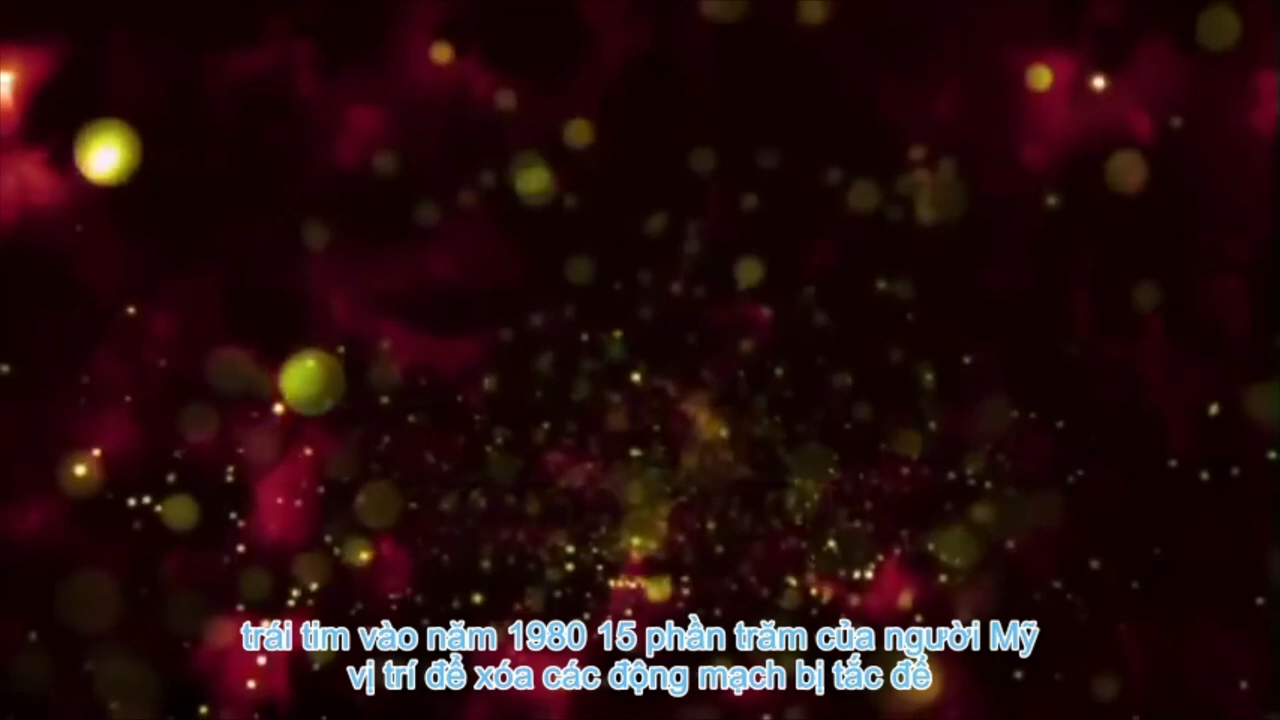 trái tim vào năm 1980 15 phần trăm của người Mỹ
vị trí để xóa các động mạch bị tắc để